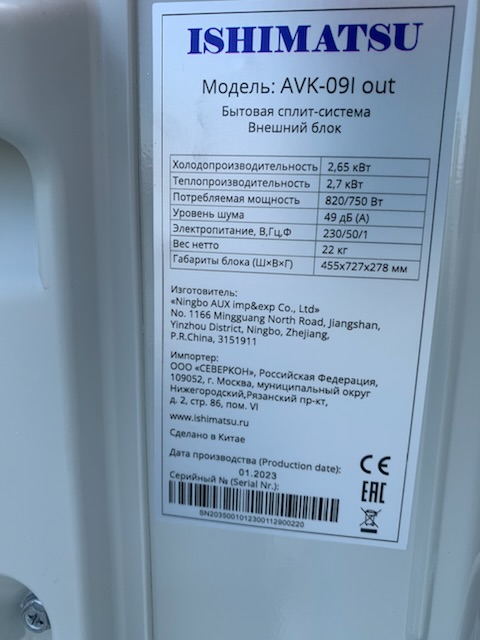 ISHIMATSU
Модель: AVK-09I out
Бытовая сплит-система
Внешний блок
Холодопроизводительность 2,65 кВт
Теплопроизводительность 2,7 кВт
Потребляемая мощность 820/750 Вт
Уровень шума 49 дБ (А)
Электропитание, В,Гц,Ф 230/50/1
Вес нетто 22 кг
Габариты блока (Ш×В×Г) 455x727x278 мм
Изготовитель:
«Ningbo AUX imp&exp Co., Ltd»
No. 1166 Mingguang North Road, Jiangshan,
Yinzhou District, Ningbo, Zhejiang,
P.R.China, 3151911
Импортер:
ООО «СЕВЕРКОН», Российская Федерация,
109052, г. Москва, муниципальный округ
Нижегородский,Рязанский пр-кт,
д. 2, стр. 86, пом. VI
www.ishimatsu.ru
Сделано в Китае
Дата производства (Production date):
01.2023
Серийный № (Serial Nr.):
SN2035001012300112900220
CE
EAC